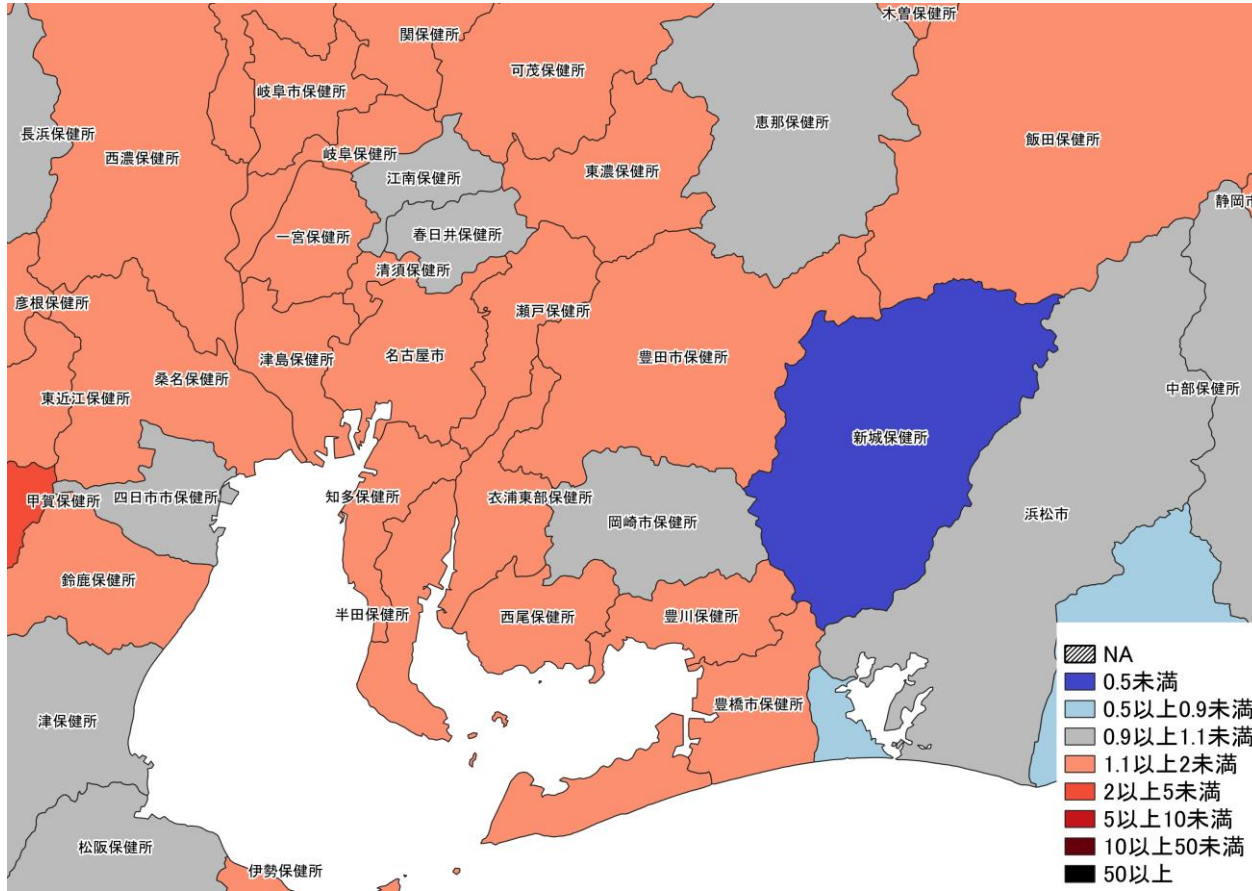 木曽保健所
関保健所
可茂保健所
岐阜市保健所
恵那保健所
長浜保健所
飯田保健所
西濃保健所
岐阜保健所
東濃保健所
江南保健所
静岡市
一宮保健所
春日井保健所
清須保健所
彦根保健所
瀬戸保健所
津島保健所
名古屋市
豊田市保健所
桑名保健所
中部保健所
東近江保健所
新城保健所
甲賀保健所
四日市市保健所
知多保健所
衣浦東部保健所
岡崎市保健所
浜松市
鈴鹿保健所
半田保健所
西尾保健所
豊川保健所
豊橋市保健所
津保健所
松阪保健所
伊勢保健所
NA
0.5未満
0.5以上0.9未満
0.9以上1.1未満
1.1以上2未満
2以上5未満
5以上10未満
10以上50未満
50以上